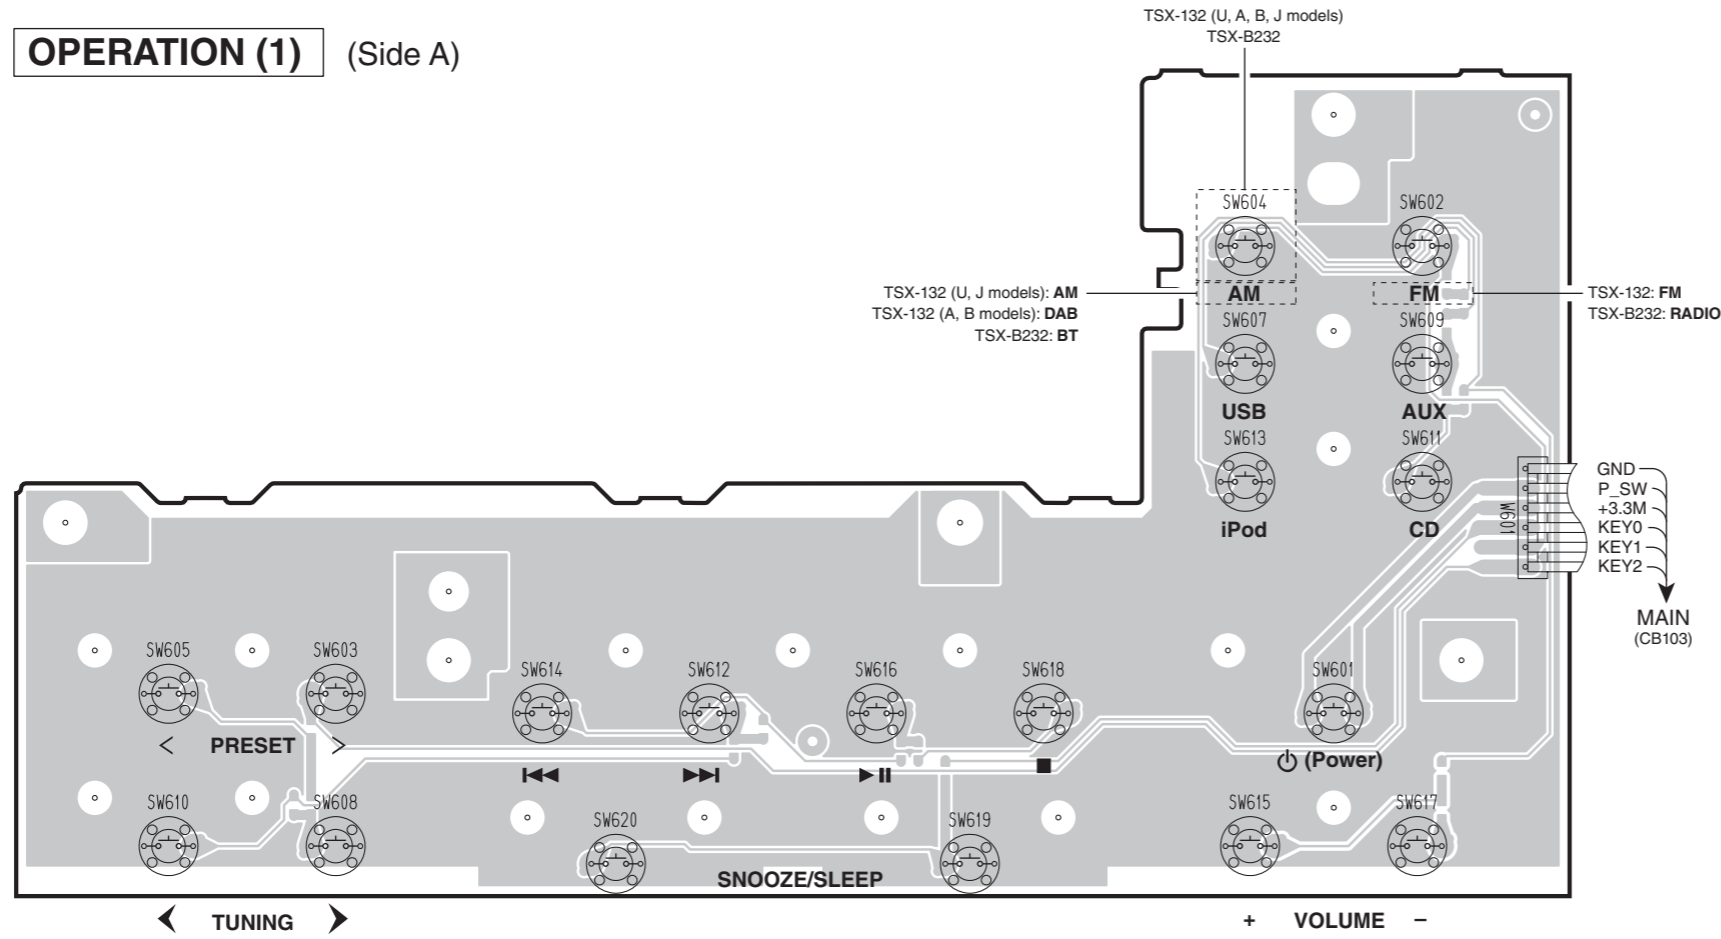 OPERATION (1) (Side A)
TSX-132 (U, A, B, J models)
TSX-B232
SW604 SW602
TSX-132 (U, J models): AM
TSX-132 (A, B models): DAB
TSX-B232: BT
AM FM
TSX-132: FM
TSX-B232: RADIO
SW607 SW609
USB AUX
SW613 SW611
iPod CD
W601
GND
P_SW
+3.3M
KEY0
KEY1
KEY2
MAIN
(CB103)
SW605 SW603 SW614 SW612 SW616 SW618 SW601
< PRESET >
(Power)
SW610 SW608 SW620 SW619 SW615 SW617
SNOOZE/SLEEP
TUNING
+ VOLUME −